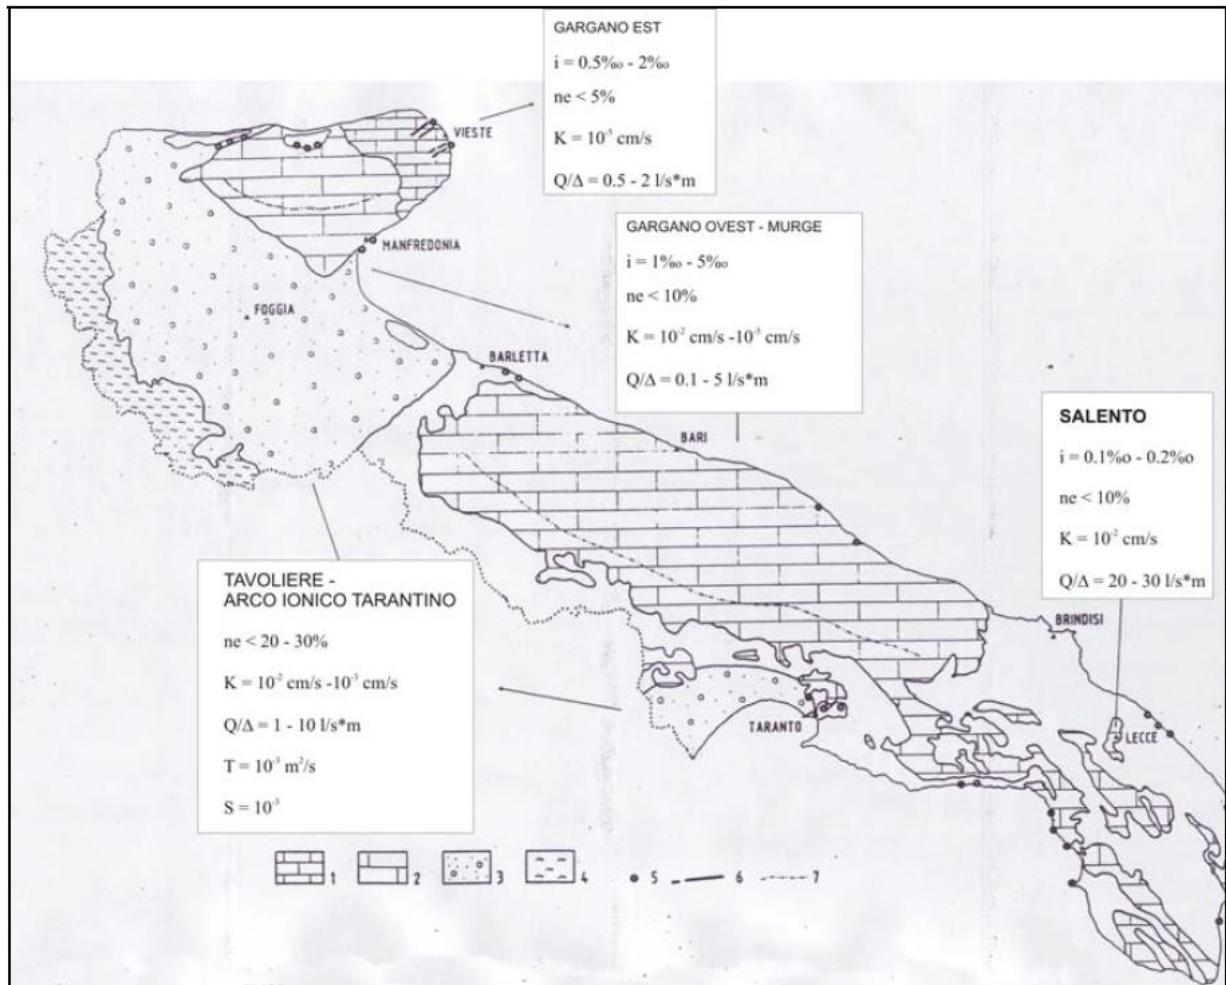 GARGANO EST
i = 0.5‰ - 2‰
ne < 5%
K = 10⁻⁵ cm/s
Q/Δ = 0.5 - 2 l/s*m
VIESTE
GARGANO OVEST - MURGE
i = 1‰ - 5‰
ne < 10%
K = 10⁻² cm/s -10⁻⁵ cm/s
Q/Δ = 0.1 - 5 l/s*m
MANFREDONIA
FOGGIA
BARLETTA
BARI
SALENTO
i = 0.1‰ - 0.2‰
ne < 10%
K = 10⁻² cm/s
Q/Δ = 20 - 30 l/s*m
TAVOLIERE -
ARCO IONICO TARANTINO
ne < 20 - 30%
K = 10⁻² cm/s -10⁻³ cm/s
Q/Δ = 1 - 10 l/s*m
T = 10⁻³ m²/s
S = 10⁻⁵
BRINDISI
TARANTO
LECCE
1 2 3 4 5 6 7